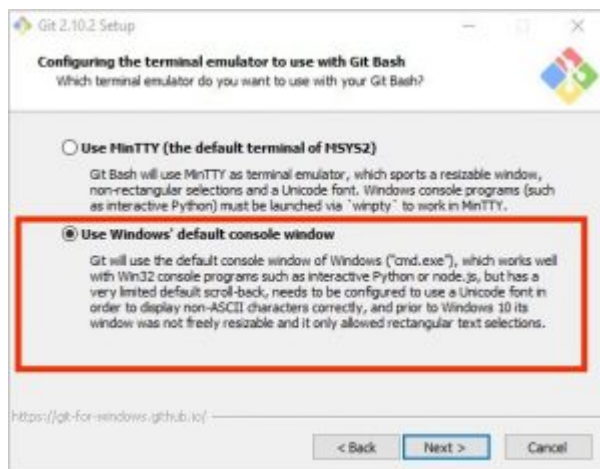 Git 2.10.2 Setup
Configuring the terminal emulator to use with Git Bash
Which terminal emulator do you want to use with your Git Bash?
Use MinTTY (the default terminal of MSYS2)
Git Bash will use MinTTY as terminal emulator, which sports a resizable window,
non-rectangular selections and a Unicode font. Windows console programs (such
as interactive Python) must be launched via `winpty` to work in MinTTY.
Use Windows' default console window
Git will use the default console window of Windows ("cmd.exe"), which works well
with Win32 console programs such as interactive Python or node.js, but has a
very limited default scroll-back, needs to be configured to use a Unicode font in
order to display non-ASCII characters correctly, and prior to Windows 10 its
window was not freely resizable and it only allowed rectangular text selections.
https://git-for-windows.github.io/
< Back Next > Cancel